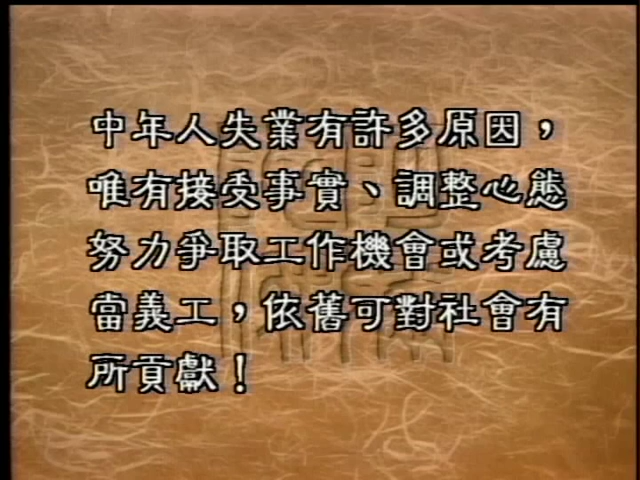 中年人失業有許多原因，
唯有接受事實、調整心態
努力爭取工作機會或考慮
當義工，依舊可對社會有
所貢獻！